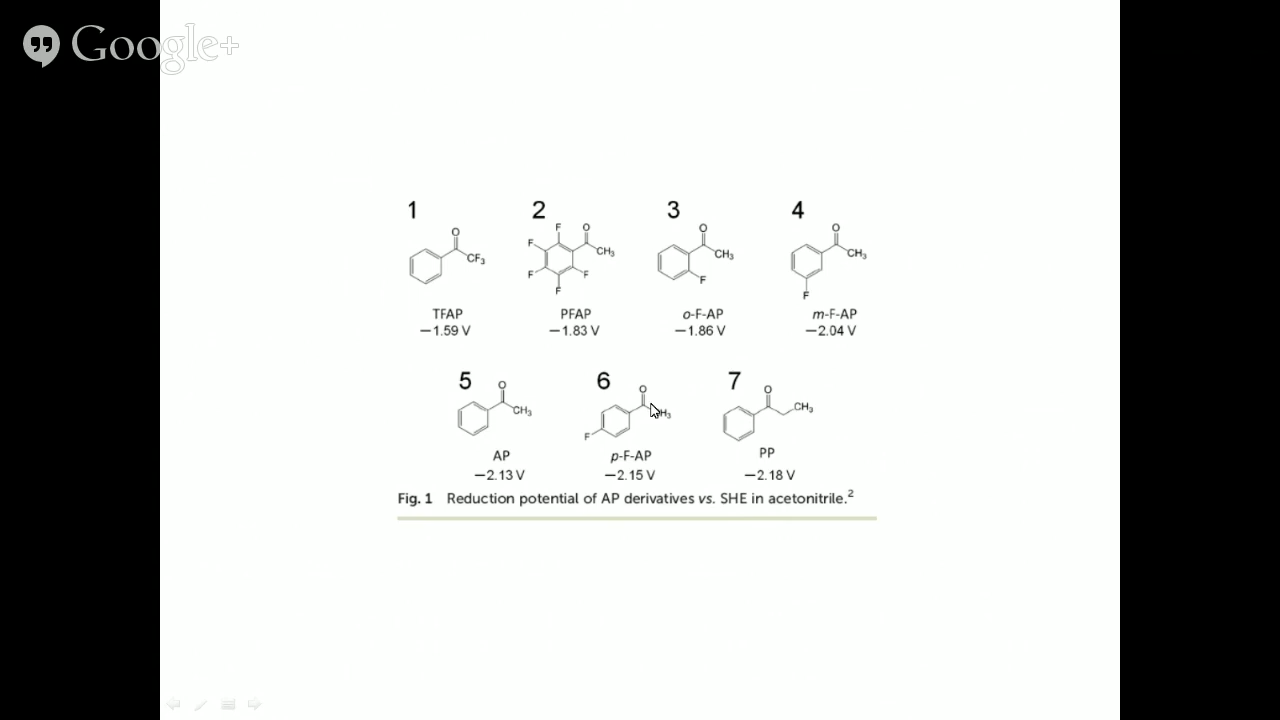 Google+
1 2 3 4
O O O O
CF3 F F F F F CH3 CH3 F CH3 F
TFAP PFAP o-F-AP m-F-AP
−1.59 V −1.83 V −1.86 V −2.04 V
5 6 7
O O O
CH3 F H3 CH3
AP p-F-AP PP
−2.13 V −2.15 V −2.18 V
Fig. 1 Reduction potential of AP derivatives vs. SHE in acetonitrile.2